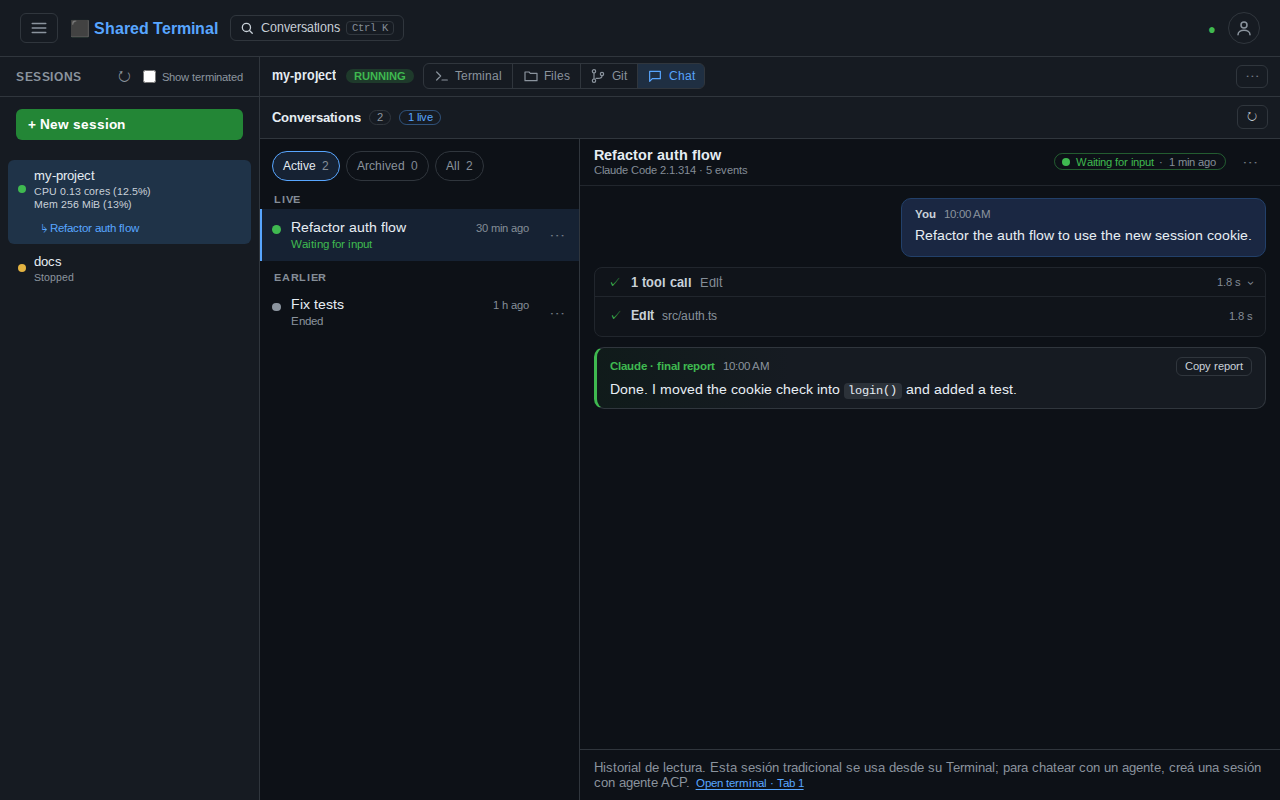 Shared Terminal
Conversations Ctrl K
SESSIONS
Show terminated
+ New session
my-project
CPU 0.13 cores (12.5%)
Mem 256 MiB (13%)
↳ Refactor auth flow
docs
Stopped
my-project RUNNING
Terminal
Files
Git
Chat
···
Conversations 2 1 live
Active 2
Archived 0
All 2
LIVE
Refactor auth flow 30 min ago
Waiting for input
···
EARLIER
Fix tests 1 h ago
Ended
···
Refactor auth flow
Claude Code 2.1.314 · 5 events
Waiting for input · 1 min ago
···
You 10:00 AM
Refactor the auth flow to use the new session cookie.
✓ 1 tool call Edit 1.8 s
✓ Edit src/auth.ts 1.8 s
Claude · final report 10:00 AM
Copy report
Done. I moved the cookie check into login() and added a test.
Historial de lectura. Esta sesión tradicional se usa desde su Terminal; para chatear con un agente, creá una sesión
con agente ACP. Open terminal · Tab 1